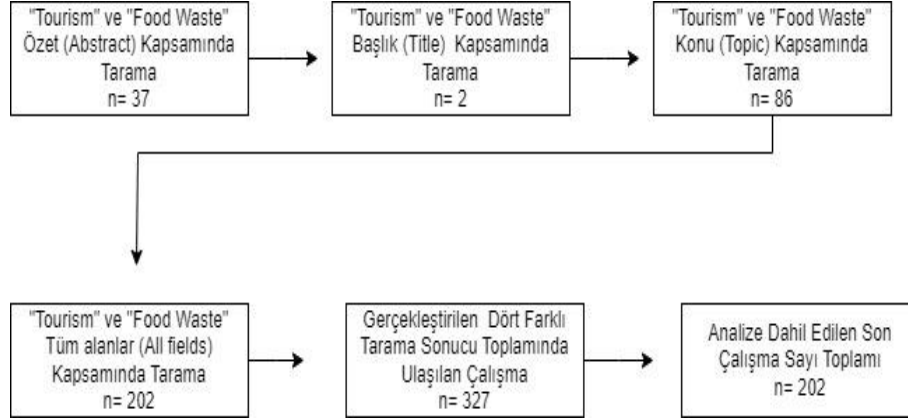 "Tourism" ve "Food Waste"
Özet (Abstract) Kapsamında
Tarama
n= 37
"Tourism" ve "Food Waste"
Başlık (Title) Kapsamında
Tarama
n= 2
"Tourism" ve "Food Waste"
Konu (Topic) Kapsamında
Tarama
n= 86
"Tourism" ve "Food Waste"
Tüm alanlar (All fields)
Kapsamında Tarama
n= 202
Gerçekleştirilen Dört Farklı
Tarama Sonucu Toplamında
Ulaşılan Çalışma
n= 327
Analize Dahil Edilen Son
Çalışma Sayı Toplamı
n= 202